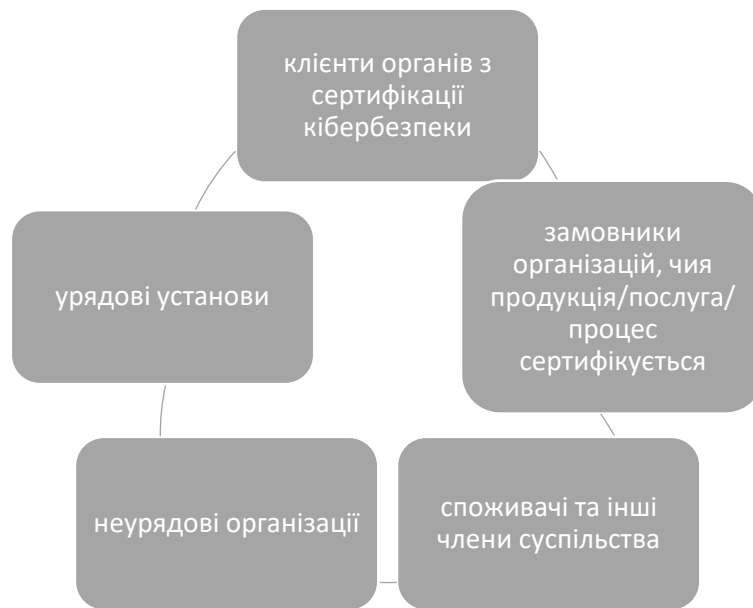 клієнти органів з
сертифікації
кібербезпеки
замовники
організацій, чия
продукція/послуга/
процес
сертифікується
урядові установи
неурядові організації
споживачі та інші
члени суспільства